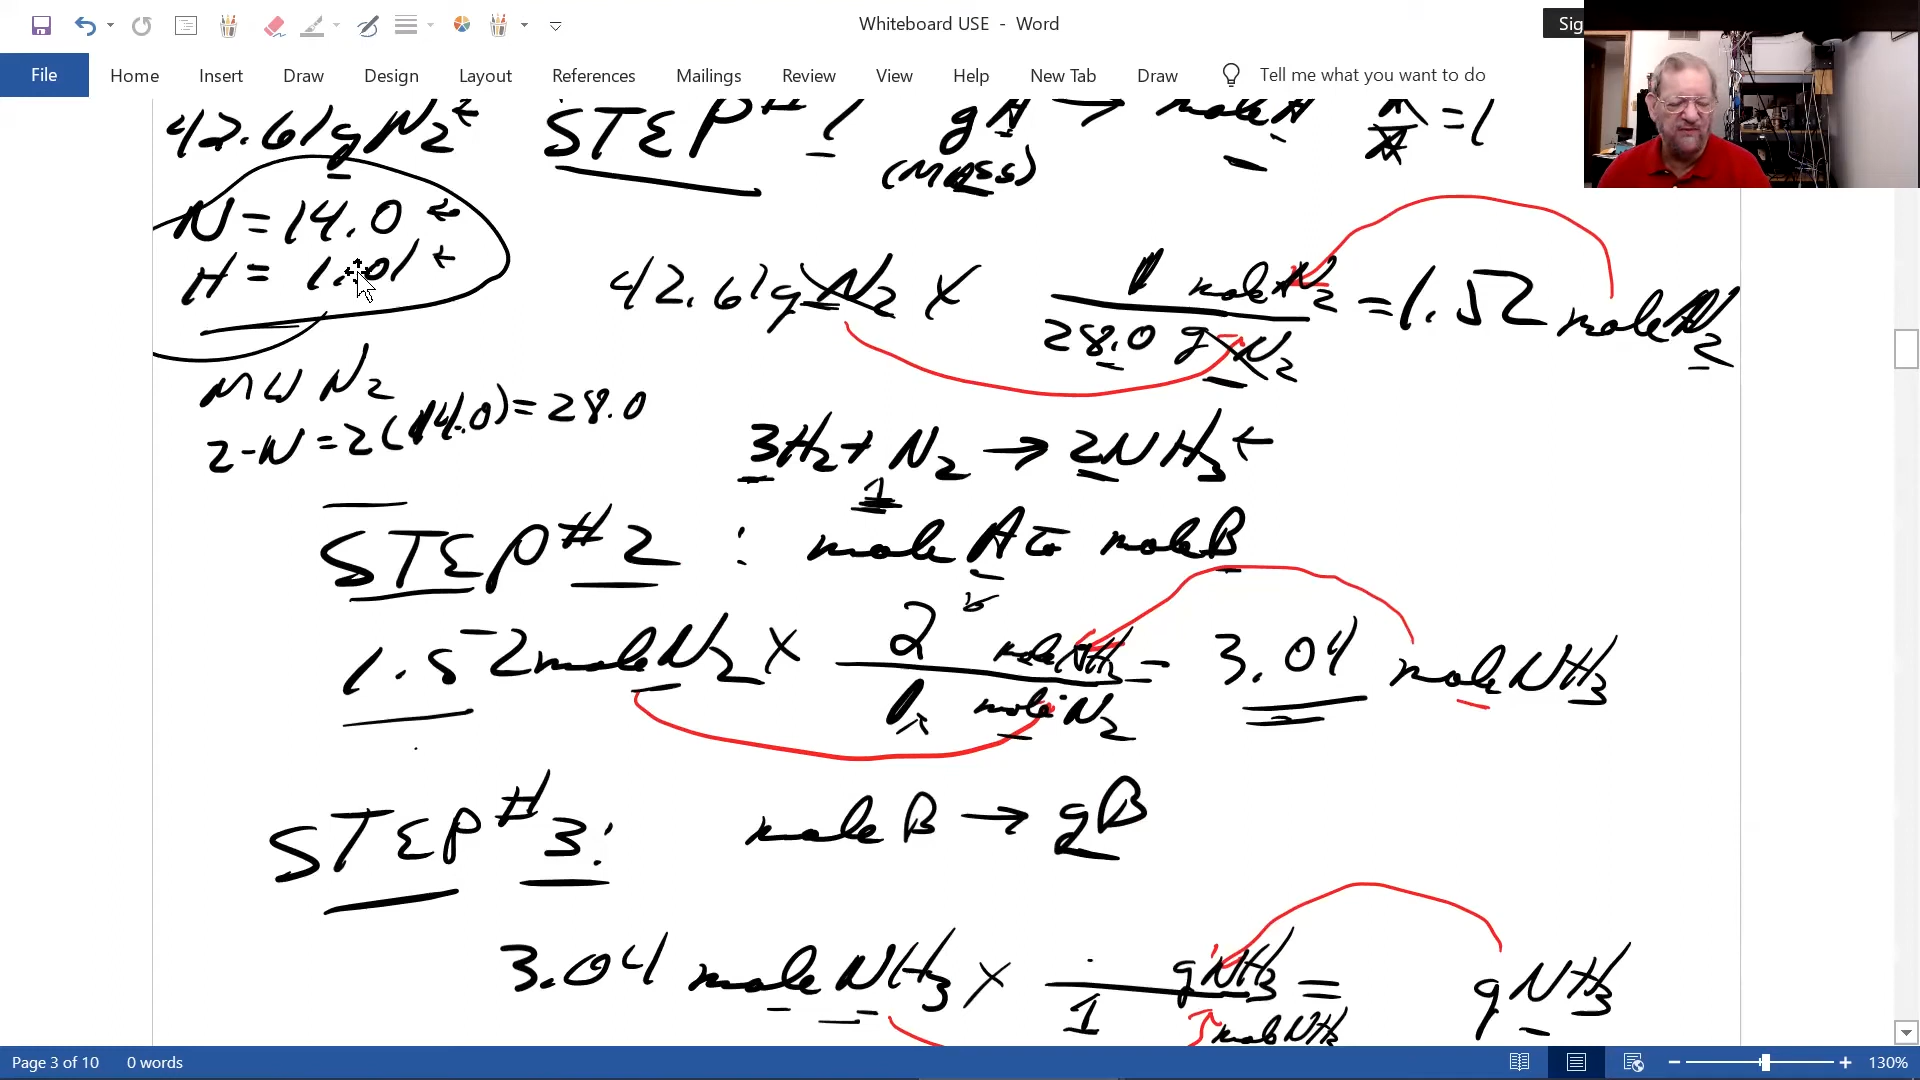 Whiteboard USE - Word
Sig
File Home Insert Draw Design Layout References Mailings Review View Help New Tab Draw Tell me what you want to do
42.61g N2 STEP #1 gA → mole A =1
(mass)
N = 14.0
H = 1.01
42.61g N2 x 1 mole N2 / 28.0 g N2 = 1.52 mole N2
MW N2
2-N = 2(14.0) = 28.0
3H2 + N2 → 2NH3
1
STEP #2 : mole A to mole B
1.52 mole N2 x 2 mole NH3 / 1 mole N2 = 3.04 mole NH3
STEP #3: mole B → gB
3.04 mole NH3 x g NH3 / 1 mole NH3 = g NH3
Page 3 of 10 0 words 130%